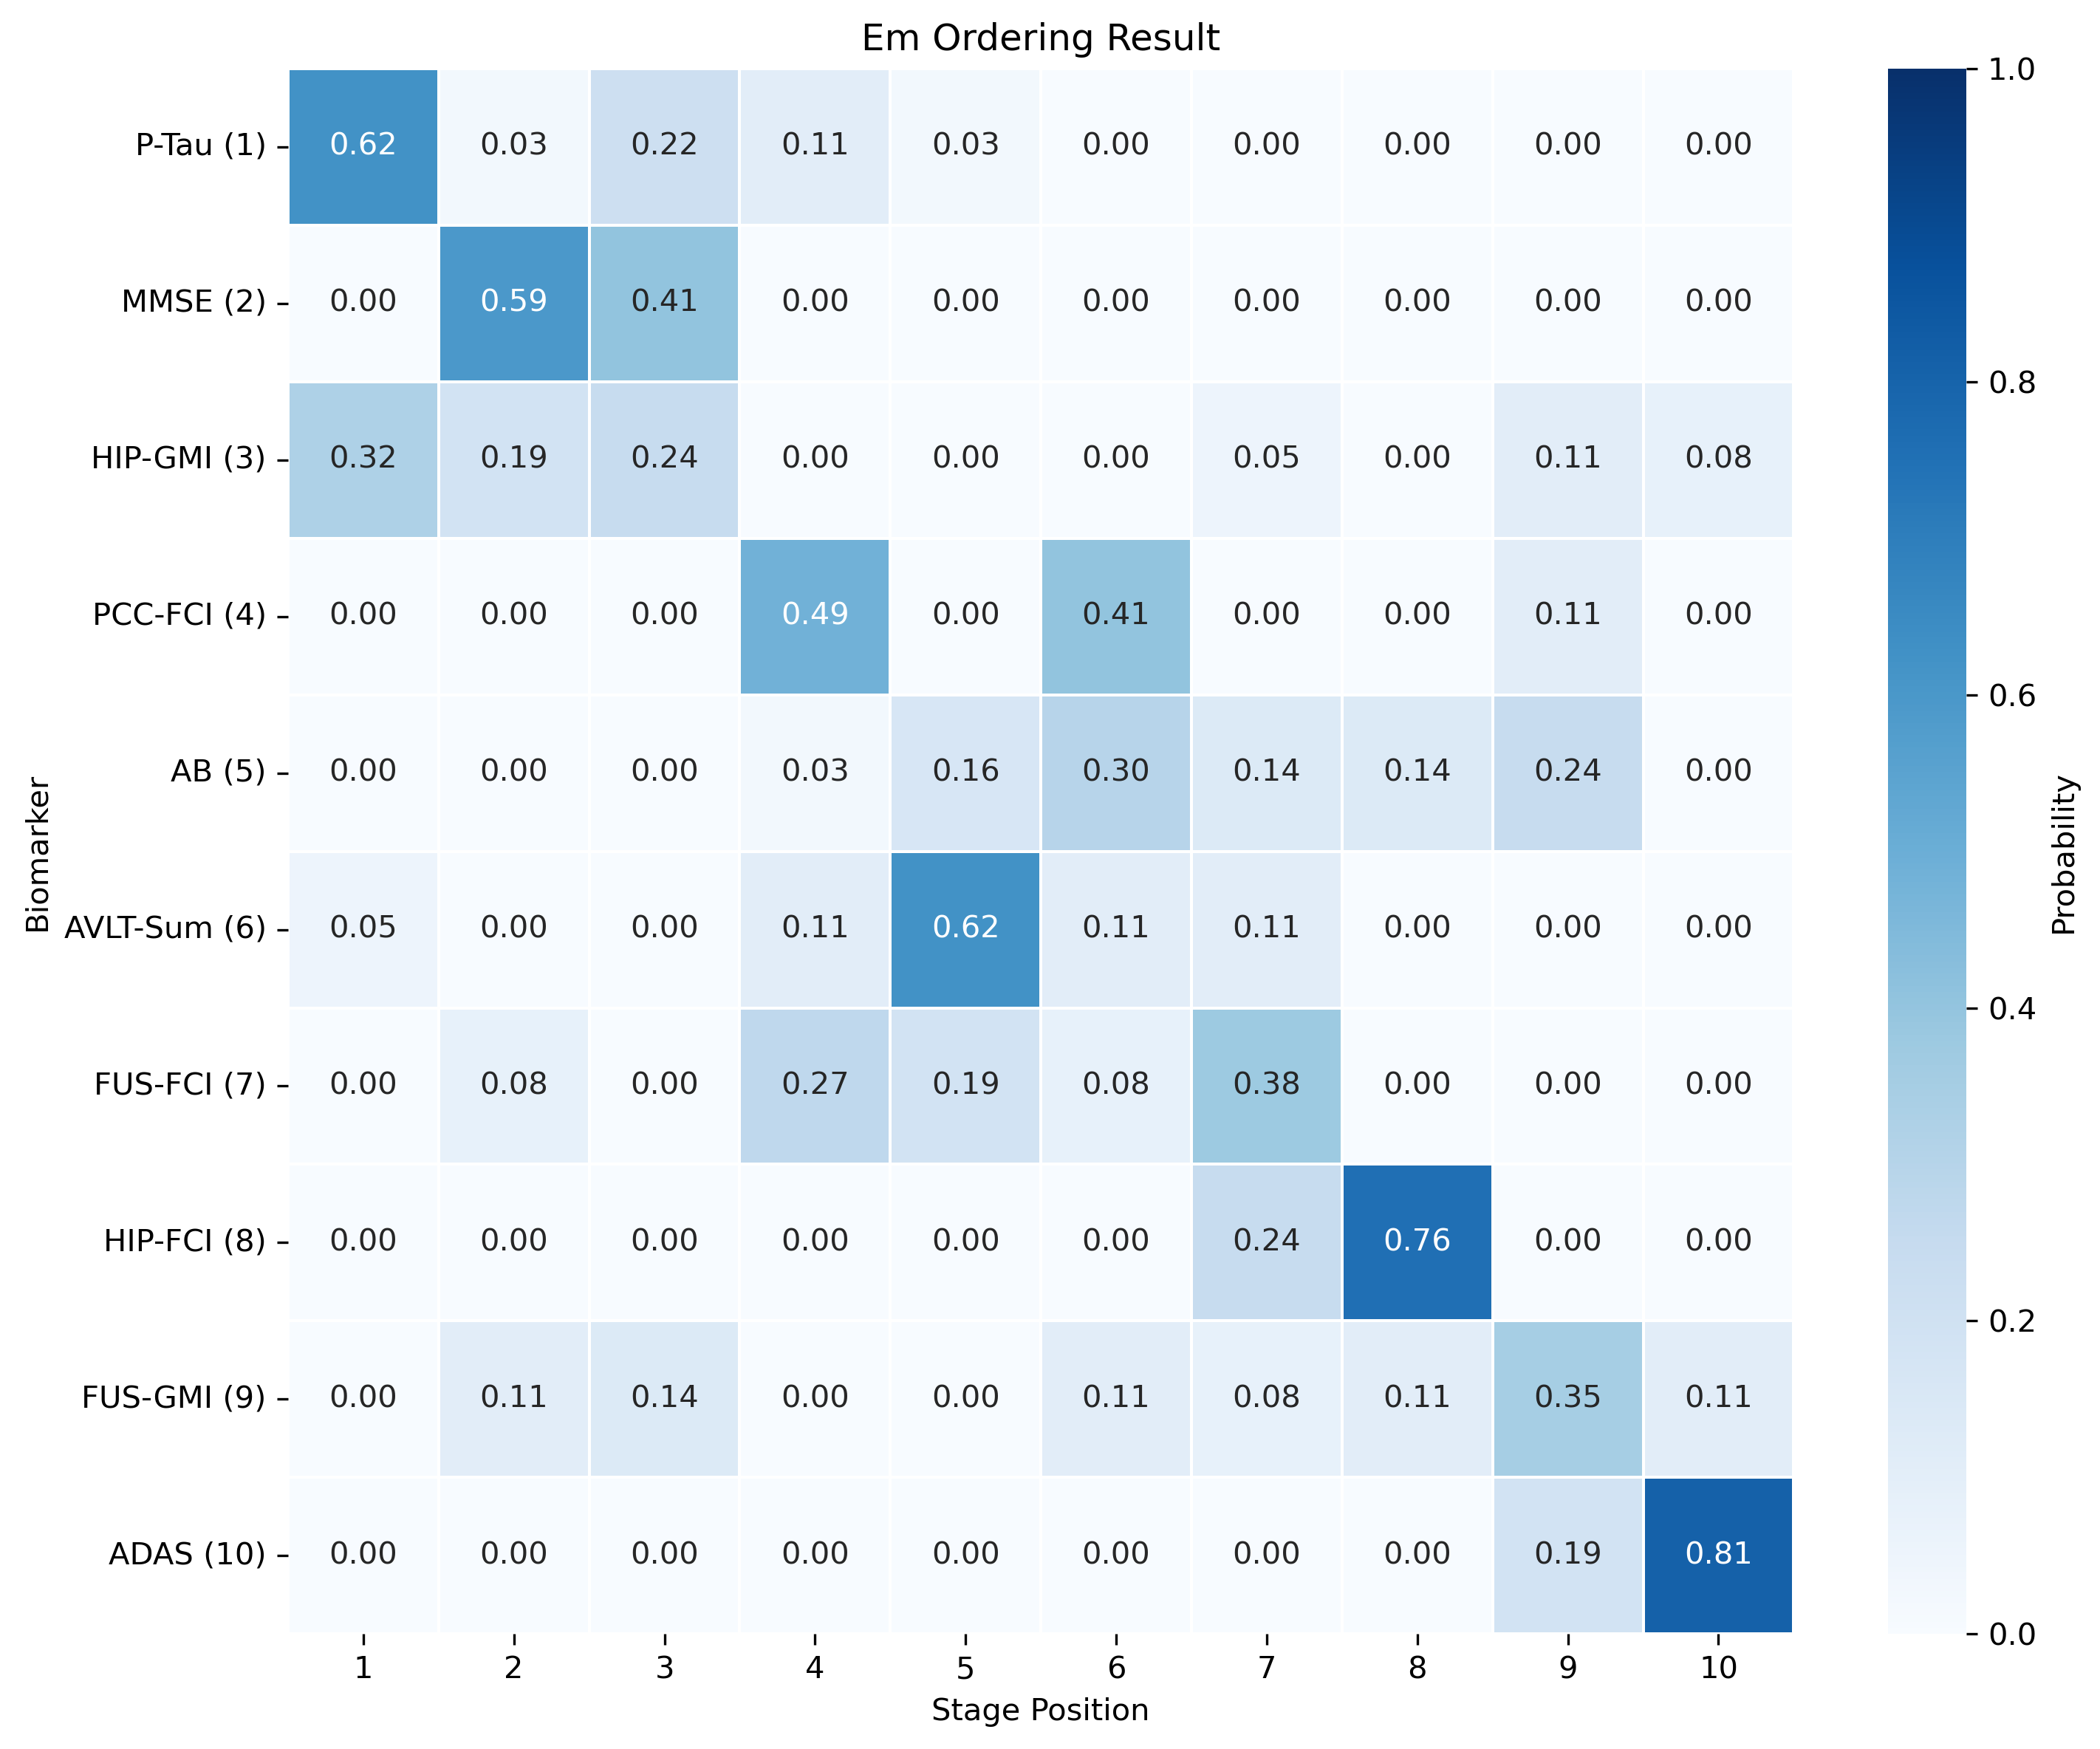 Em Ordering Result
P-Tau (1) 0.62 0.03 0.22 0.11 0.03 0.00 0.00 0.00 0.00 0.00
MMSE (2) 0.00 0.59 0.41 0.00 0.00 0.00 0.00 0.00 0.00 0.00
HIP-GMI (3) 0.32 0.19 0.24 0.00 0.00 0.00 0.05 0.00 0.11 0.08
PCC-FCI (4) 0.00 0.00 0.00 0.49 0.00 0.41 0.00 0.00 0.11 0.00
AB (5) 0.00 0.00 0.00 0.03 0.16 0.30 0.14 0.14 0.24 0.00
AVLT-Sum (6) 0.05 0.00 0.00 0.11 0.62 0.11 0.11 0.00 0.00 0.00
FUS-FCI (7) 0.00 0.08 0.00 0.27 0.19 0.08 0.38 0.00 0.00 0.00
HIP-FCI (8) 0.00 0.00 0.00 0.00 0.00 0.00 0.24 0.76 0.00 0.00
FUS-GMI (9) 0.00 0.11 0.14 0.00 0.00 0.11 0.08 0.11 0.35 0.11
ADAS (10) 0.00 0.00 0.00 0.00 0.00 0.00 0.00 0.00 0.19 0.81
1 2 3 4 5 6 7 8 9 10
Stage Position
Biomarker
1.0
0.8
0.6
0.4
0.2
0.0
Probability